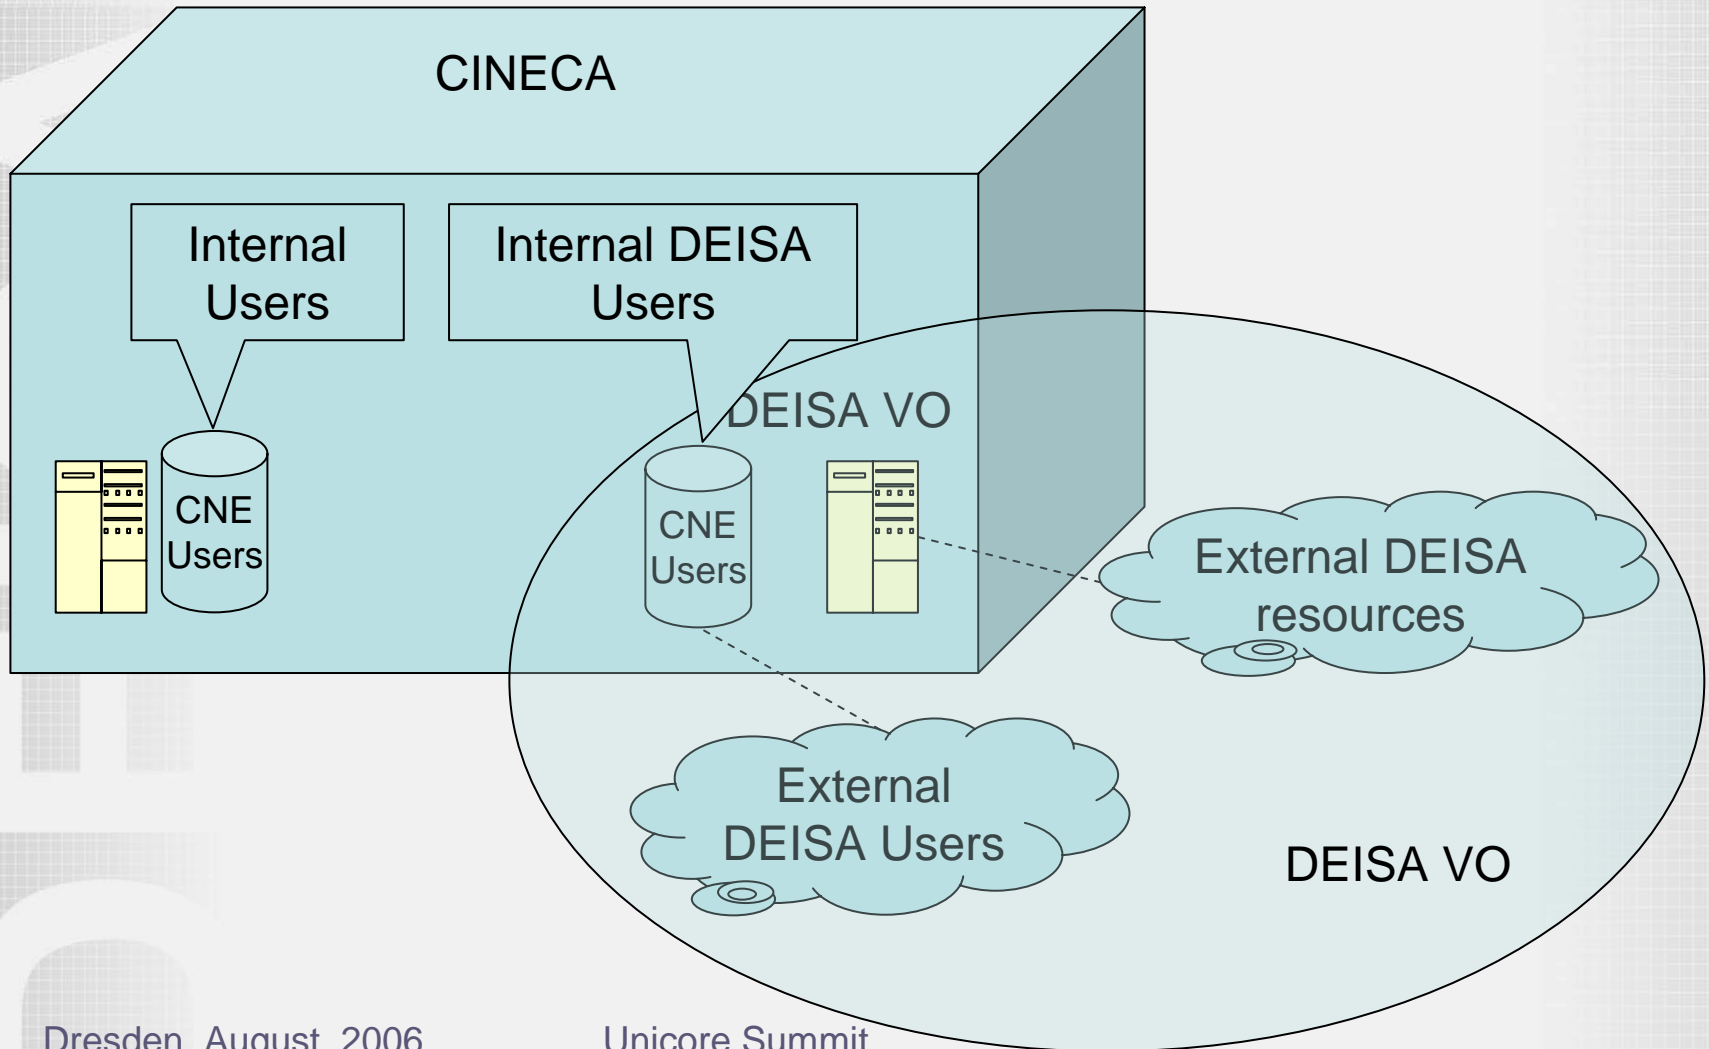 CINECA
Internal
Users
Internal DEISA
Users
DEISA VO
CNE
Users
CNE
Users
External DEISA
resources
External
DEISA Users
DEISA VO
Dresden, August, 2006
Unicore Summit